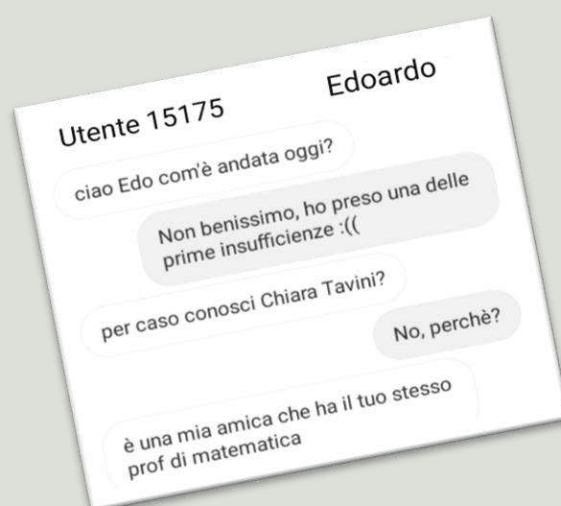 Utente 15175 Edoardo
ciao Edo com'è andata oggi?
Non benissimo, ho preso una delle
prime insufficienze :((
per caso conosci Chiara Tavini?
No, perchè?
è una mia amica che ha il tuo stesso
prof di matematica